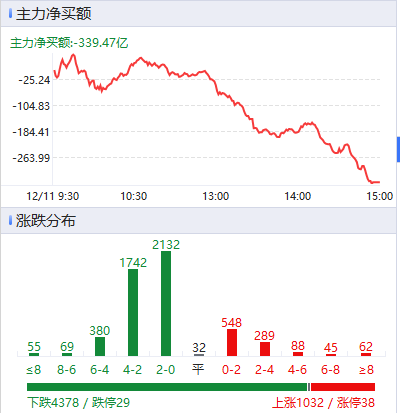 主力净买额
主力净买额:-339.47亿
-25.24
-104.83
-184.41
-263.99
12/11 9:30 10:30 13:00 14:00 15:00
涨跌分布
55 69 380 1742 2132 32 548 289 88 45 62
≤8 8-6 6-4 4-2 2-0 平 0-2 2-4 4-6 6-8 ≥8
下跌4378 / 跌停29 上涨1032 / 涨停38